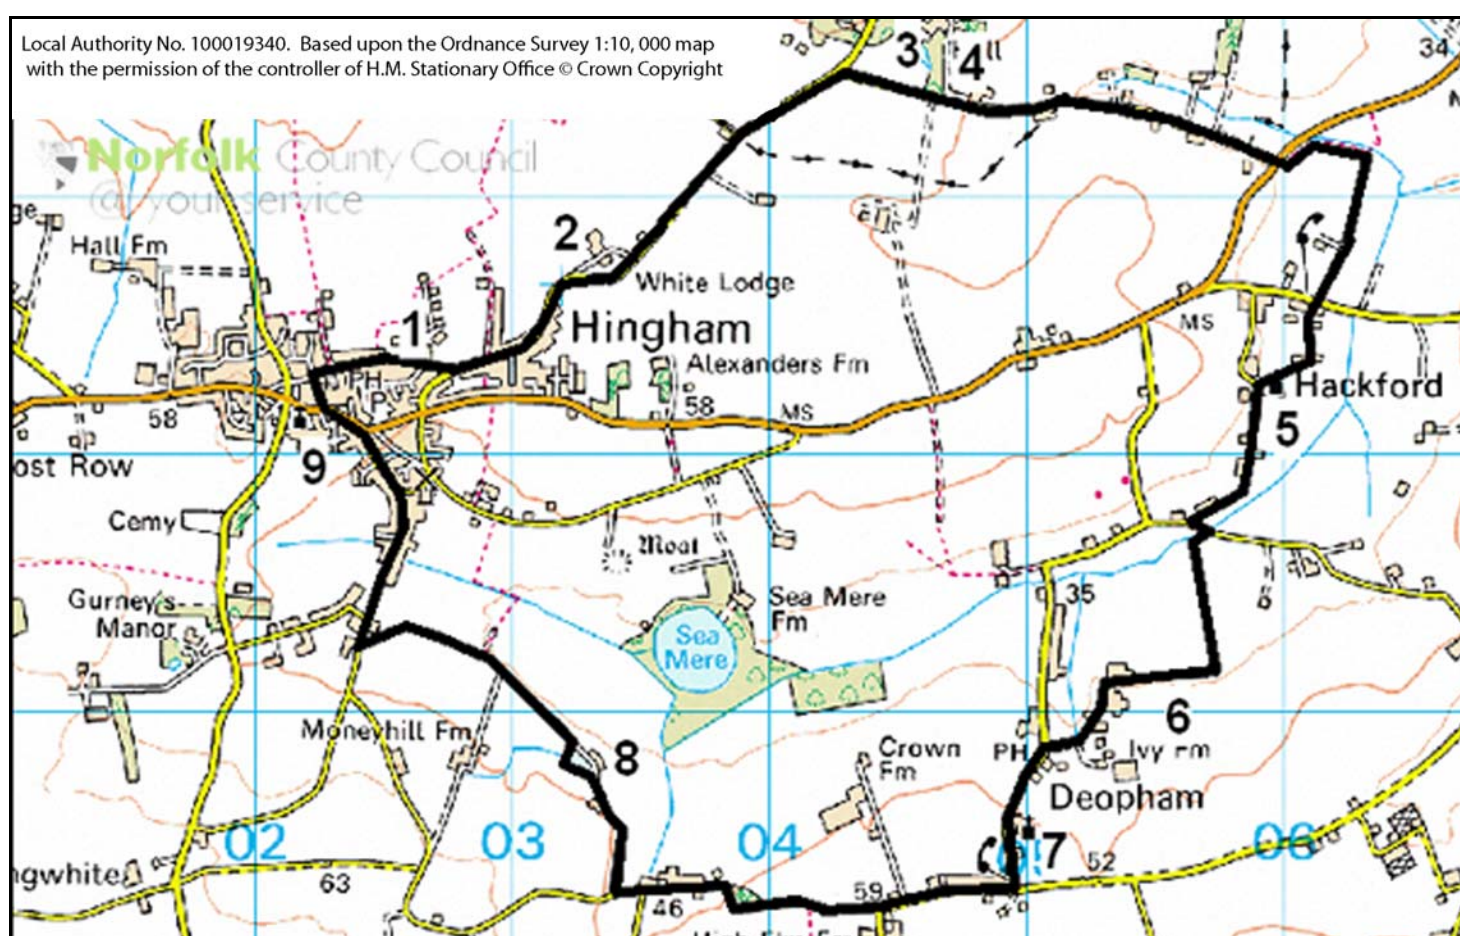 Local Authority No. 100019340. Based upon the Ordnance Survey 1:10, 000 map
with the permission of the controller of H.M. Stationary Office © Crown Copyright
3
4
34
Norfolk County Council
@ your service
ge
Hall Fm
2
White Lodge
1
Hingham
MS
PH
P
Alexanders Fm
Hackford
58
58
MS
5
9
ost Row
Cemy
Moat
Gurney's
Manor
Sea Mere
Fm
35
Sea
Mere
6
Moneyhill Fm
8
Crown
Fm
PH
Ivy Fm
Deopham
02
03
04
7
06
52
ngwhite
63
46
59